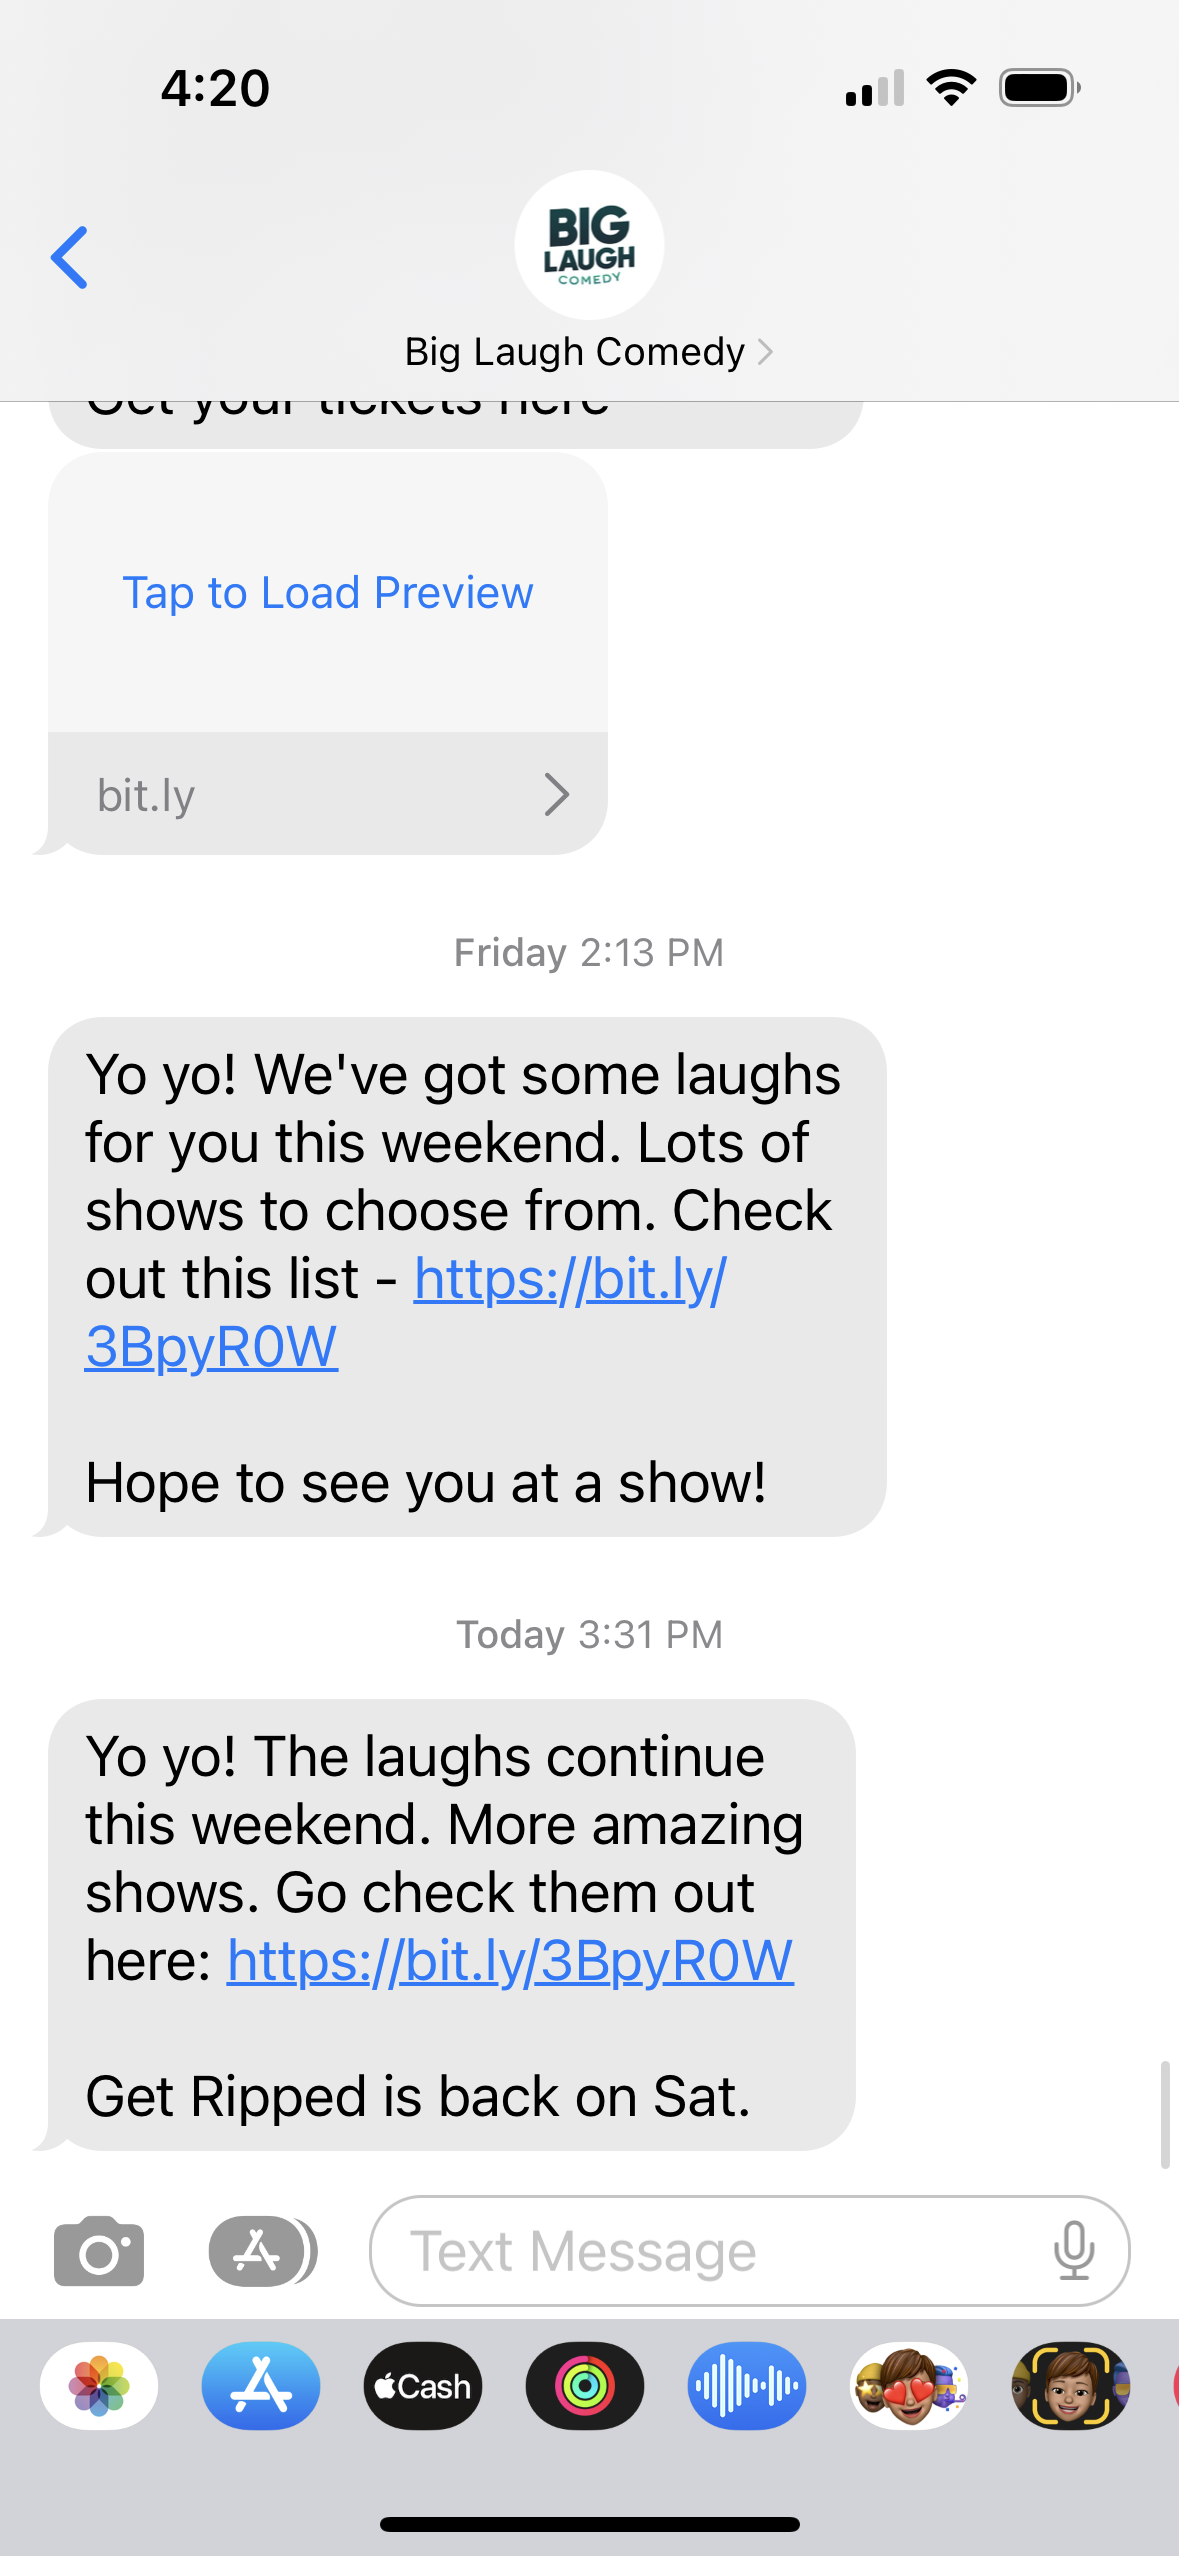 4:20
BIG
LAUGH
COMEDY
Big Laugh Comedy
Get your tickets here
Tap to Load Preview
bit.ly
Friday 2:13 PM
Yo yo! We've got some laughs
for you this weekend. Lots of
shows to choose from. Check
out this list - https://bit.ly/
3BpyR0W
Hope to see you at a show!
Today 3:31 PM
Yo yo! The laughs continue
this weekend. More amazing
shows. Go check them out
here: https://bit.ly/3BpyR0W
Get Ripped is back on Sat.
Text Message
Cash